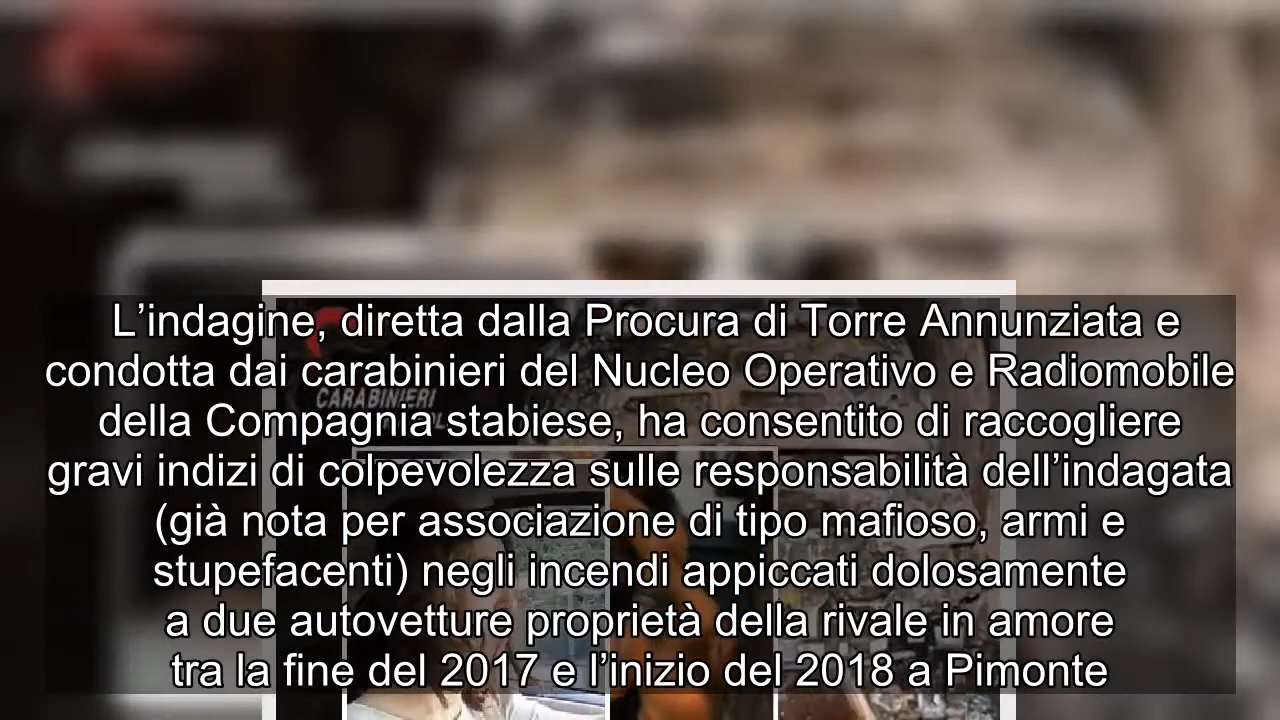 L’indagine, diretta dalla Procura di Torre Annunziata e
condotta dai carabinieri del Nucleo Operativo e Radiomobile
della Compagnia stabiese, ha consentito di raccogliere
gravi indizi di colpevolezza sulle responsabilità dell’indagata
(già nota per associazione di tipo mafioso, armi e
stupefacenti) negli incendi appiccati dolosamente
a due autovetture proprietà della rivale in amore
tra la fine del 2017 e l’inizio del 2018 a Pimonte
CARABINIERI